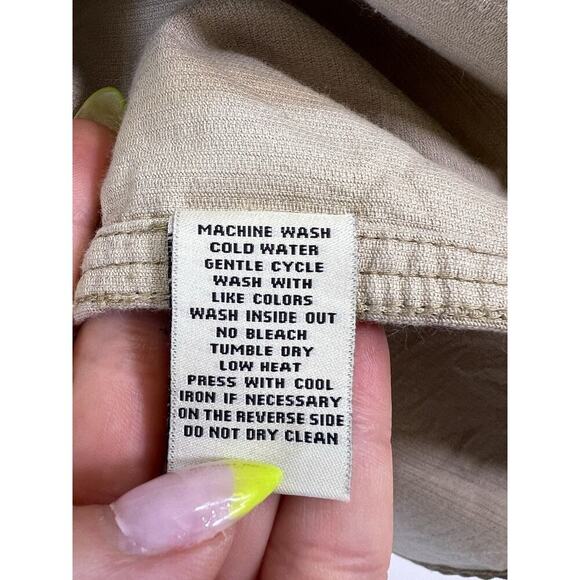 MACHINE WASH
COLD WATER
GENTLE CYCLE
WASH WITH
LIKE COLORS
WASH INSIDE OUT
NO BLEACH
TUMBLE DRY
LOW HEAT
PRESS WITH COOL
IRON IF NECESSARY
ON THE REVERSE SIDE
DO NOT DRY CLEAN